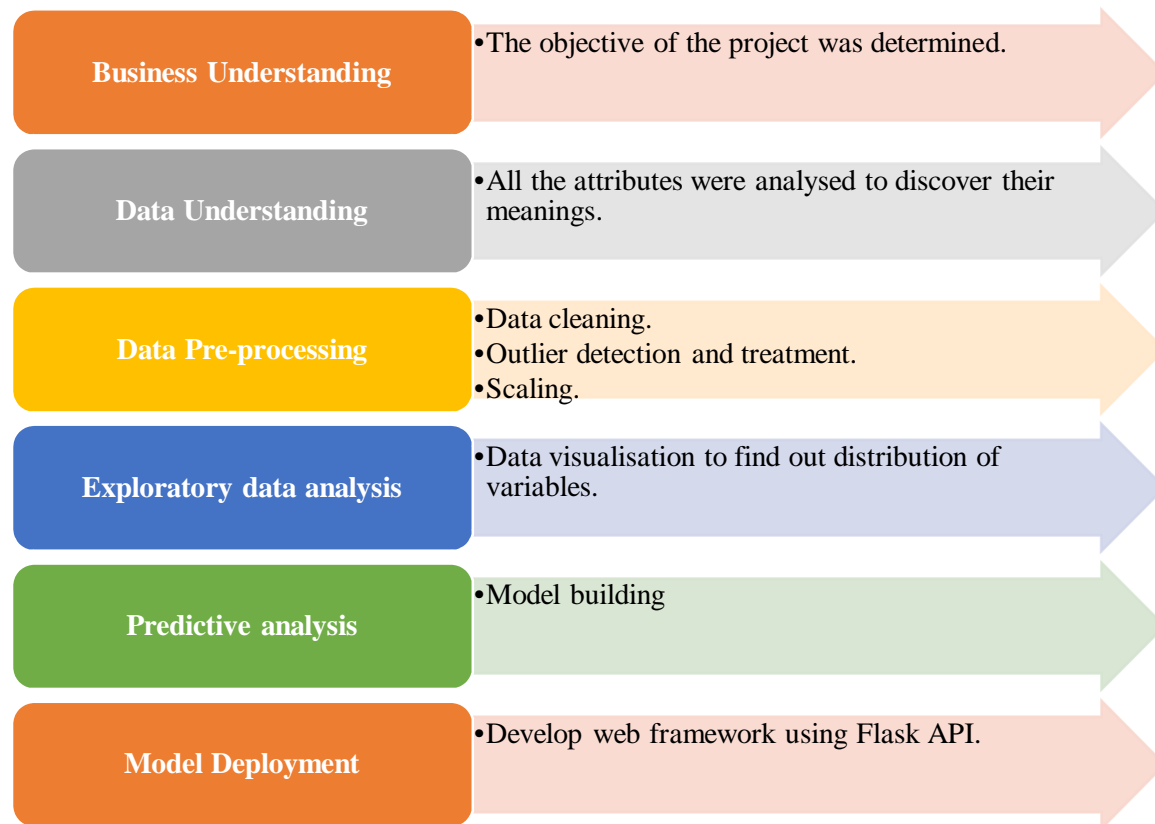 Business Understanding
•The objective of the project was determined.
Data Understanding
•All the attributes were analysed to discover their
meanings.
Data Pre-processing
•Data cleaning.
•Outlier detection and treatment.
•Scaling.
Exploratory data analysis
•Data visualisation to find out distribution of
variables.
Predictive analysis
•Model building
Model Deployment
•Develop web framework using Flask API.